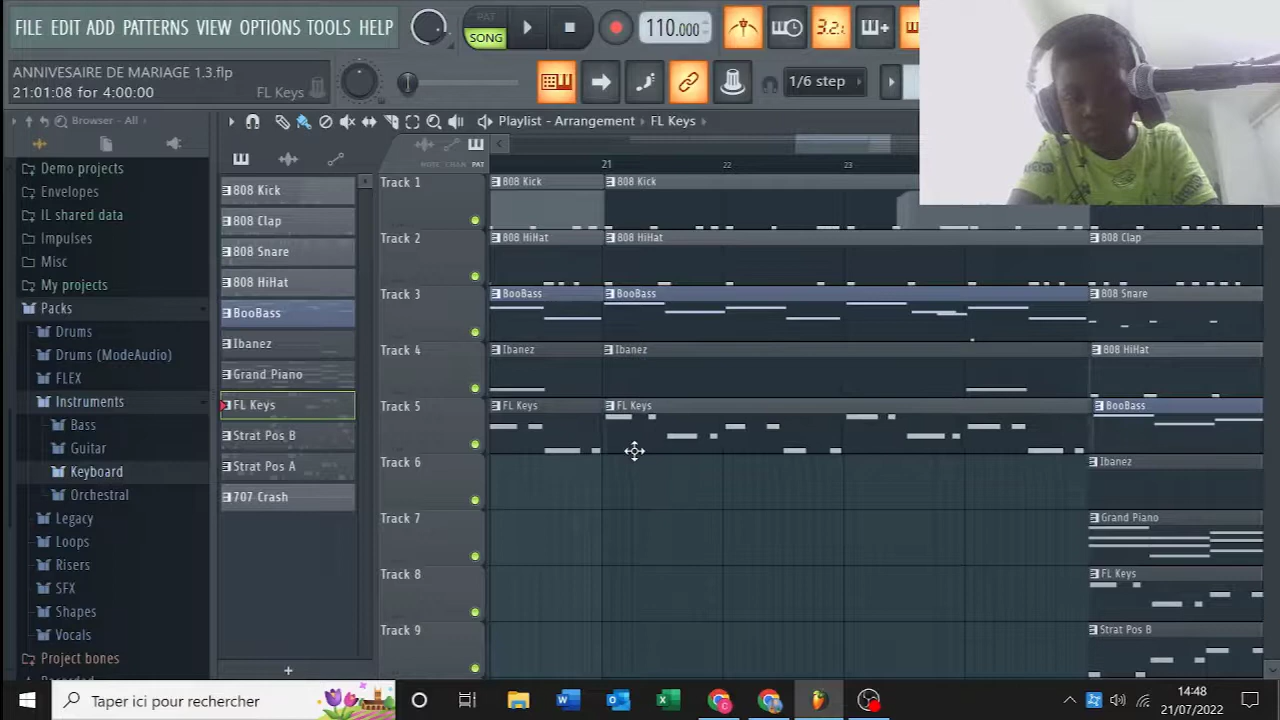 FILE EDIT ADD PATTERNS VIEW OPTIONS TOOLS HELP
PAT
SONG
110.000
3.2:
ANNIVESAIRE DE MARIAGE 1.3.flp
21:01:08 for 4:00:00
FL Keys
1/6 step
Browser - All
Playlist - Arrangement › FL Keys ›
NOTE CHAN PAT
21 22 23
Demo projects
Envelopes
IL shared data
Impulses
Misc
My projects
Packs
Drums
Drums (ModeAudio)
FLEX
Instruments
Bass
Guitar
Keyboard
Orchestral
Legacy
Loops
Risers
SFX
Shapes
Vocals
Project bones
808 Kick
808 Clap
808 Snare
808 HiHat
BooBass
Ibanez
Grand Piano
FL Keys
Strat Pos B
Strat Pos A
707 Crash
+
Track 1
808 Kick 808 Kick
Track 2
808 HiHat 808 HiHat 808 Clap
Track 3
BooBass BooBass 808 Snare
Track 4
Ibanez Ibanez 808 HiHat
Track 5
FL Keys FL Keys BooBass
Track 6
Ibanez
Track 7
Grand Piano
Track 8
FL Keys
Track 9
Strat Pos B
Taper ici pour rechercher
14:48
21/07/2022